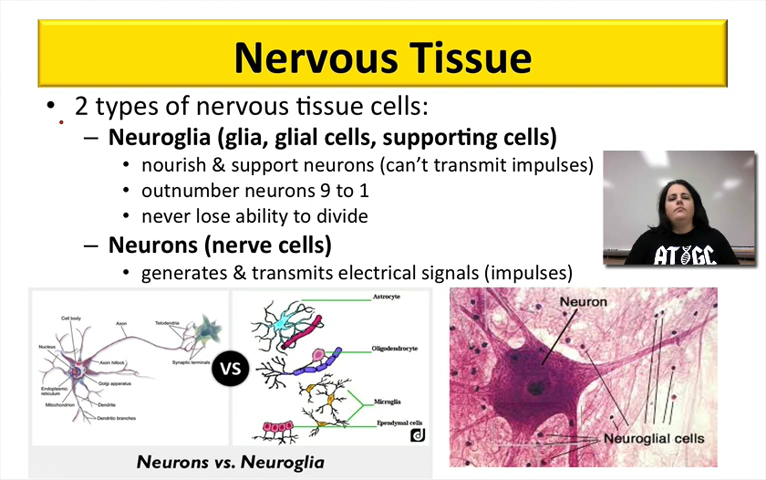 Nervous Tissue
• 2 types of nervous tissue cells:
– Neuroglia (glia, glial cells, supporting cells)
• nourish & support neurons (can't transmit impulses)
• outnumber neurons 9 to 1
• never lose ability to divide
– Neurons (nerve cells)
• generates & transmits electrical signals (impulses)
AT GC
Cell body
Axon
Telodendria
Nucleus
Axon hillock
Synaptic terminals
Golgi apparatus
Endoplasmic
reticulum
Mitochondrion
Dendrite
Dendritic branches
VS
Astrocyte
Oligodendrocyte
Microglia
Ependymal cells
Neurons vs. Neuroglia
Neuron
Neuroglial cells